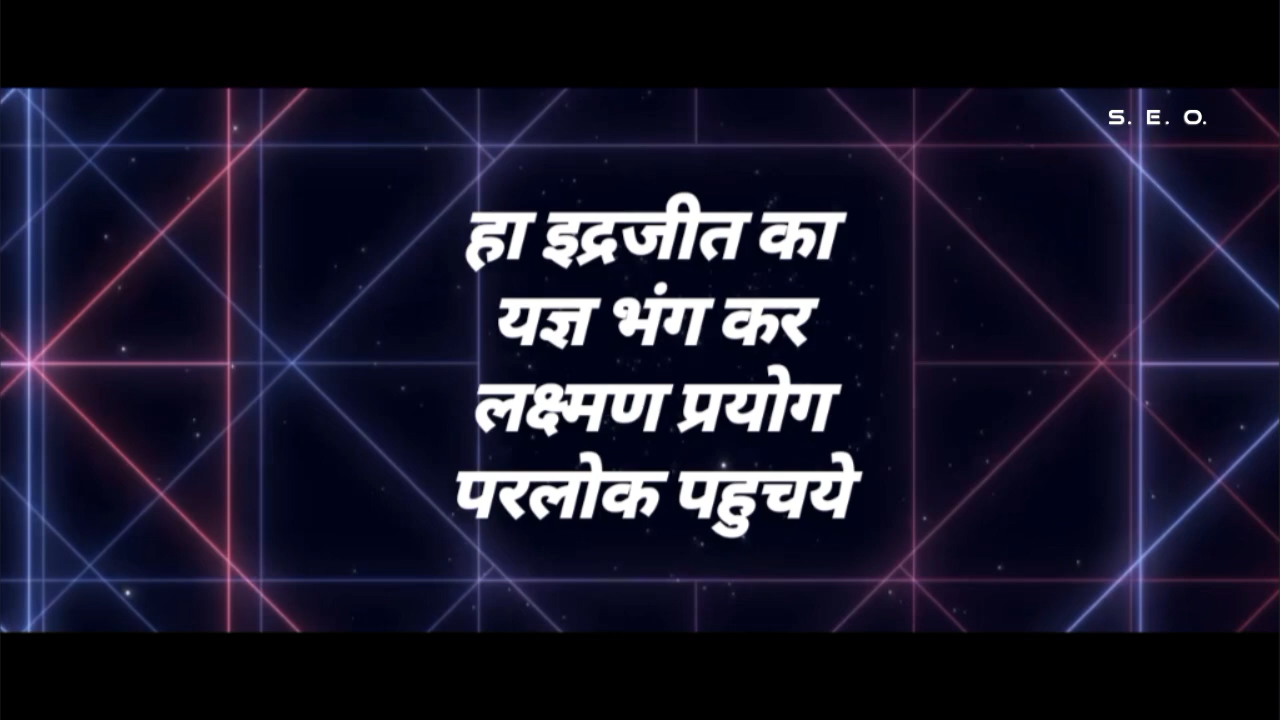 S. E. O.
हा इद्रजीत का
यज्ञ भंग कर
लक्ष्मण प्रयोग
परलोक पहुचये